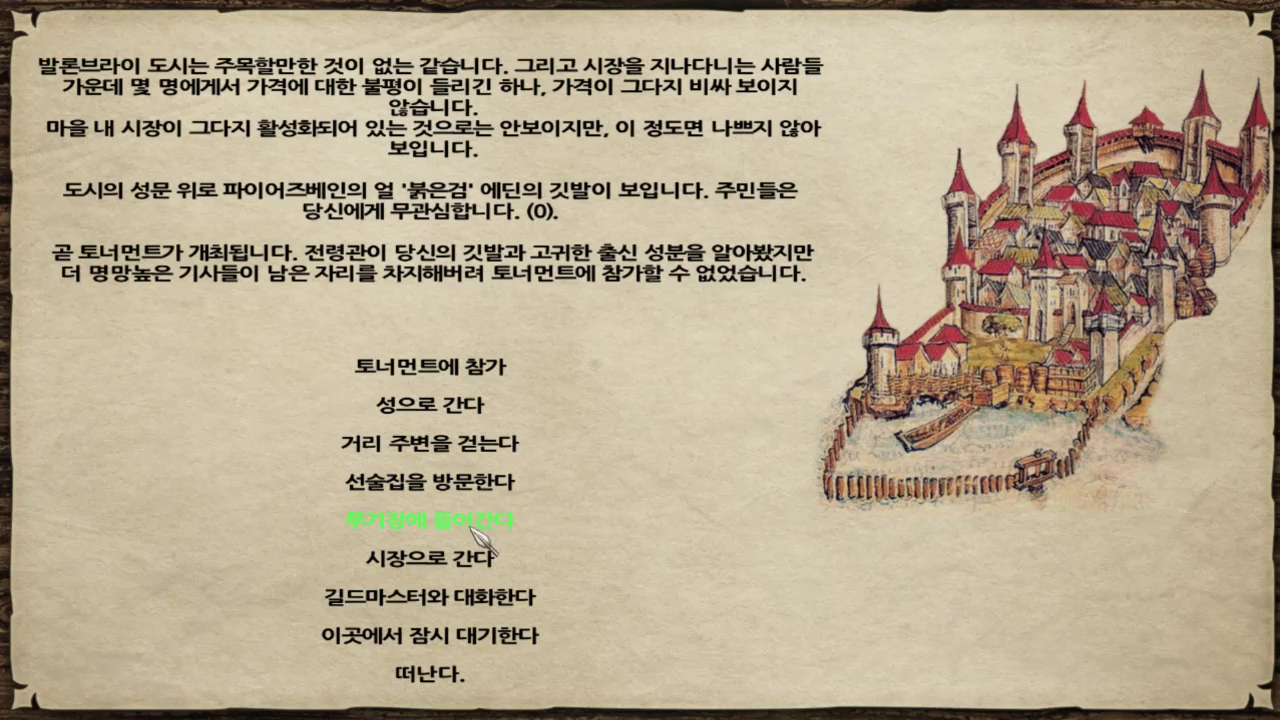 발론브라이 도시는 주목할만한 것이 없는 같습니다. 그리고 시장을 지나다니는 사람들
가운데 몇 명에게서 가격에 대한 불평이 들리긴 하나, 가격이 그다지 비싸 보이지
않습니다.
마을 내 시장이 그다지 활성화되어 있는 것으로는 안보이지만, 이 정도면 나쁘지 않아
보입니다.
도시의 성문 위로 파이어즈베인의 얼 '붉은검' 에딘의 깃발이 보입니다. 주민들은
당신에게 무관심합니다. (0).
곧 토너먼트가 개최됩니다. 전령관이 당신의 깃발과 고귀한 출신 성분을 알아봤지만
더 명망높은 기사들이 남은 자리를 차지해버려 토너먼트에 참가할 수 없었습니다.
토너먼트에 참가
성으로 간다
거리 주변을 걷는다
선술집을 방문한다
투기장에 들어간다
시장으로 간다
길드마스터와 대화한다
이곳에서 잠시 대기한다
떠난다.